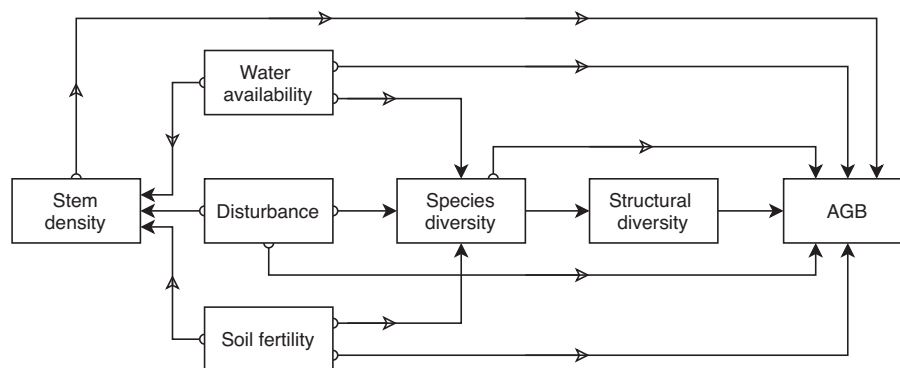 Water
availability
Stem
density
Disturbance
Species
diversity
Structural
diversity
AGB
Soil fertility